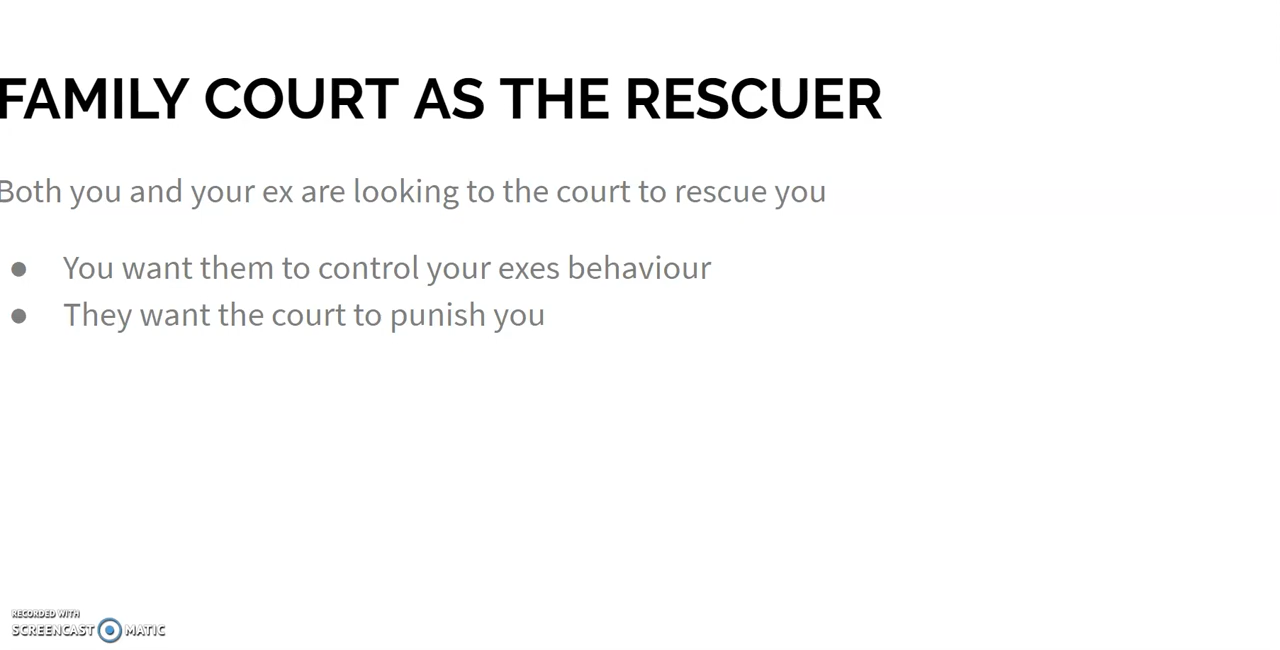 FAMILY COURT AS THE RESCUER
Both you and your ex are looking to the court to rescue you
● You want them to control your exes behaviour
● They want the court to punish you
RECORDED WITH
SCREENCAST MATIC